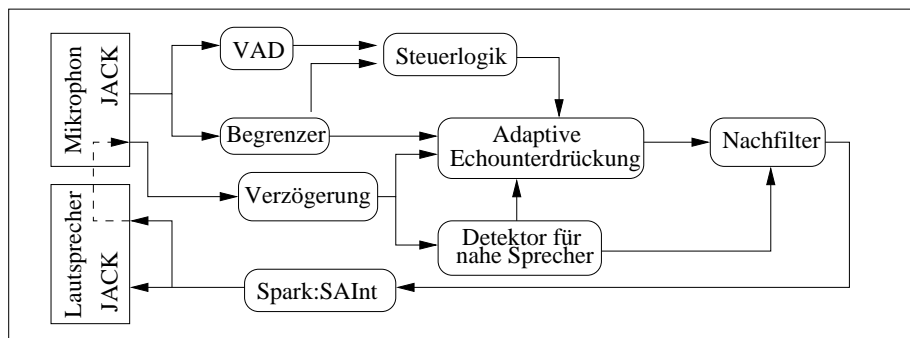 Mikrophon
JACK
VAD
Steuerlogik
Begrenzer
Adaptive
Echounterdrückung
Nachfilter
Verzögerung
Detektor für
nahe Sprecher
Lautsprecher
JACK
Spark:SAInt